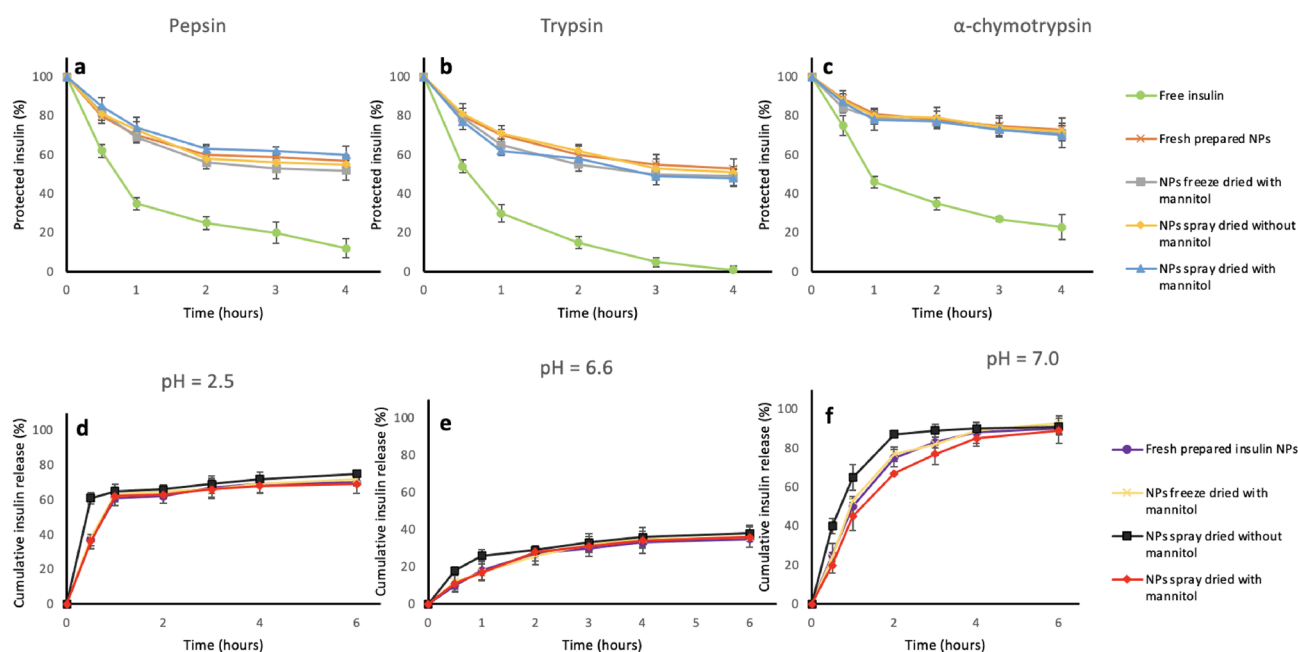 Pepsin
Trypsin
α-chymotrypsin
a
Protected insulin (%)
100
80
60
40
20
0
0 1 2 3 4
Time (hours)
b
Protected insulin (%)
100
80
60
40
20
0
0 1 2 3 4
Time (hours)
c
Protected insulin (%)
100
80
60
40
20
0
0 1 2 3 4
Time (hours)
Free insulin
Fresh prepared NPs
NPs freeze dried with
mannitol
NPs spray dried without
mannitol
NPs spray dried with
mannitol
pH = 2.5
pH = 6.6
pH = 7.0
d
Cumulative insulin release (%)
100
80
60
40
20
0
0 2 4 6
Time (hours)
e
Cumulative insulin release (%)
100
80
60
40
20
0
0 1 2 3 4 5 6
Time (hours)
f
Cumulative insulin release (%)
100
80
60
40
20
0
0 2 4 6
Time (hours)
Fresh prepared insulin NPs
NPs freeze dried with
mannitol
NPs spray dried without
mannitol
NPs spray dried with
mannitol